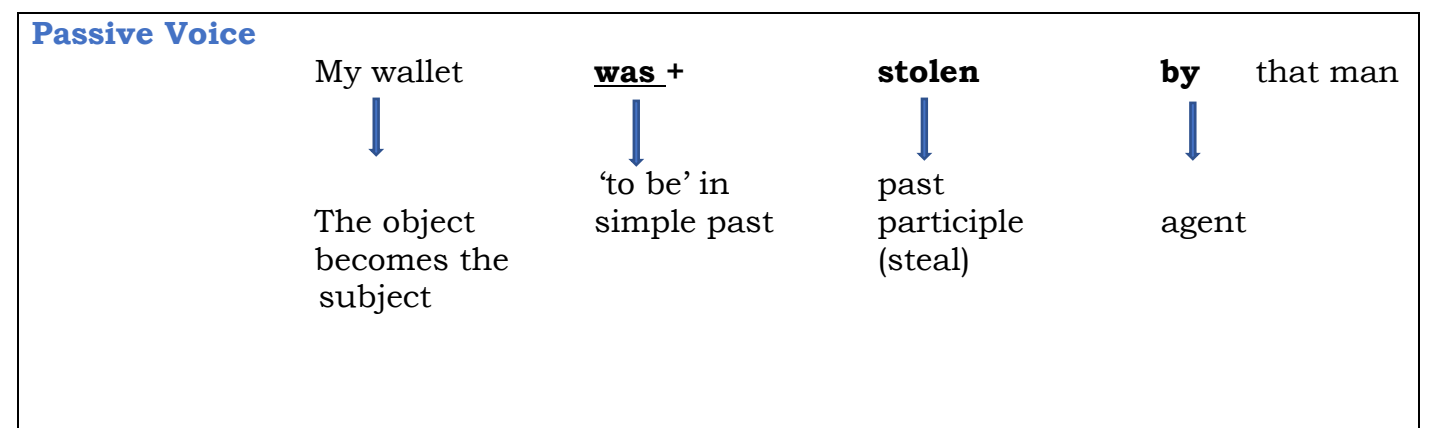 Passive Voice
My wallet was + stolen by that man
‘to be’ in past
The object simple past participle agent
becomes the (steal)
subject